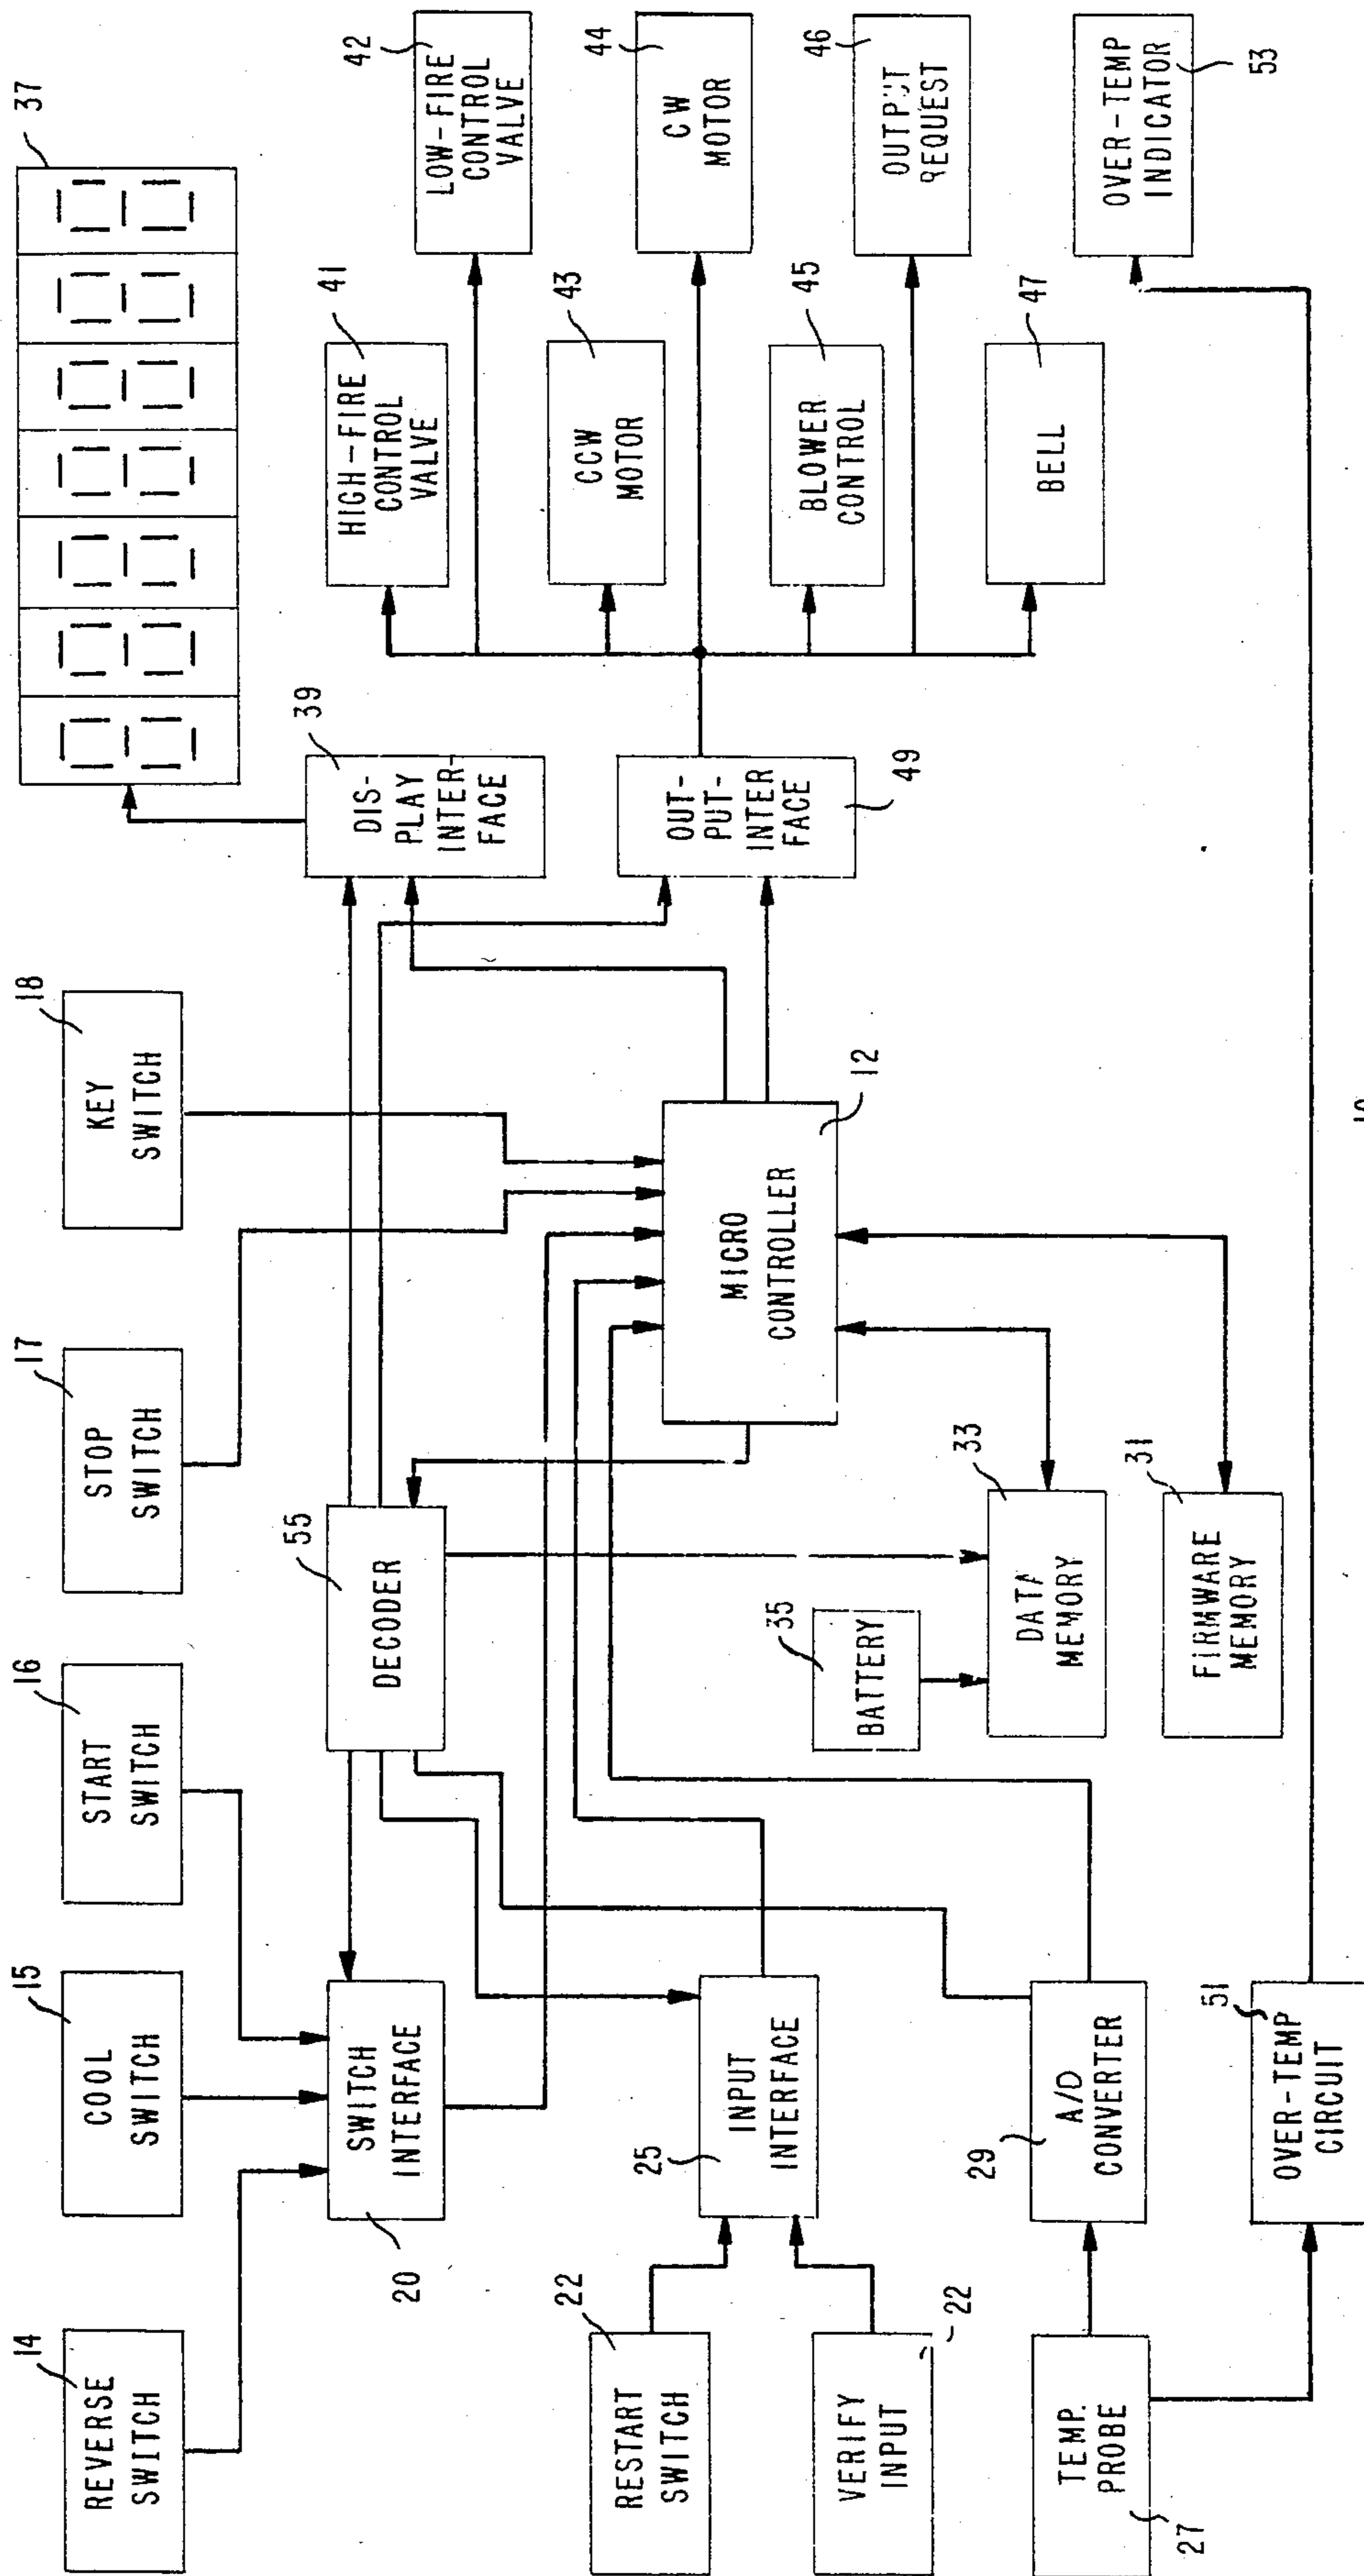 14
REVERSE
SWITCH
15
COOL
SWITCH
16
START
SWITCH
17
STOP
SWITCH
18
KEY
SWITCH
37
20
SWITCH
INTERFACE
55
DECODER
39
DIS-
PLAY
INTER-
FACE
41
HIGH-FIRE
CONTROL
VALVE
42
LOW-FIRE
CONTROL
VALVE
22
RESTART
SWITCH
22
VERIFY
INPUT
25
INPUT
INTERFACE
12
MICRO
CONTROLLER
OUT-
PUT-
INTER
FACE
49
43
CCW
MOTOR
44
CW
MOTOR
45
BLOWER
CONTROL
46
OUTPUT
REQUEST
47
BELL
35
BATTERY
33
DATA
MEMORY
31
FIRMWARE
MEMORY
TEMP.
PROBE
27
29
A/D
CONVERTER
51
OVER-TEMP
CIRCUIT
OVER-TEMP
INDICATOR
53